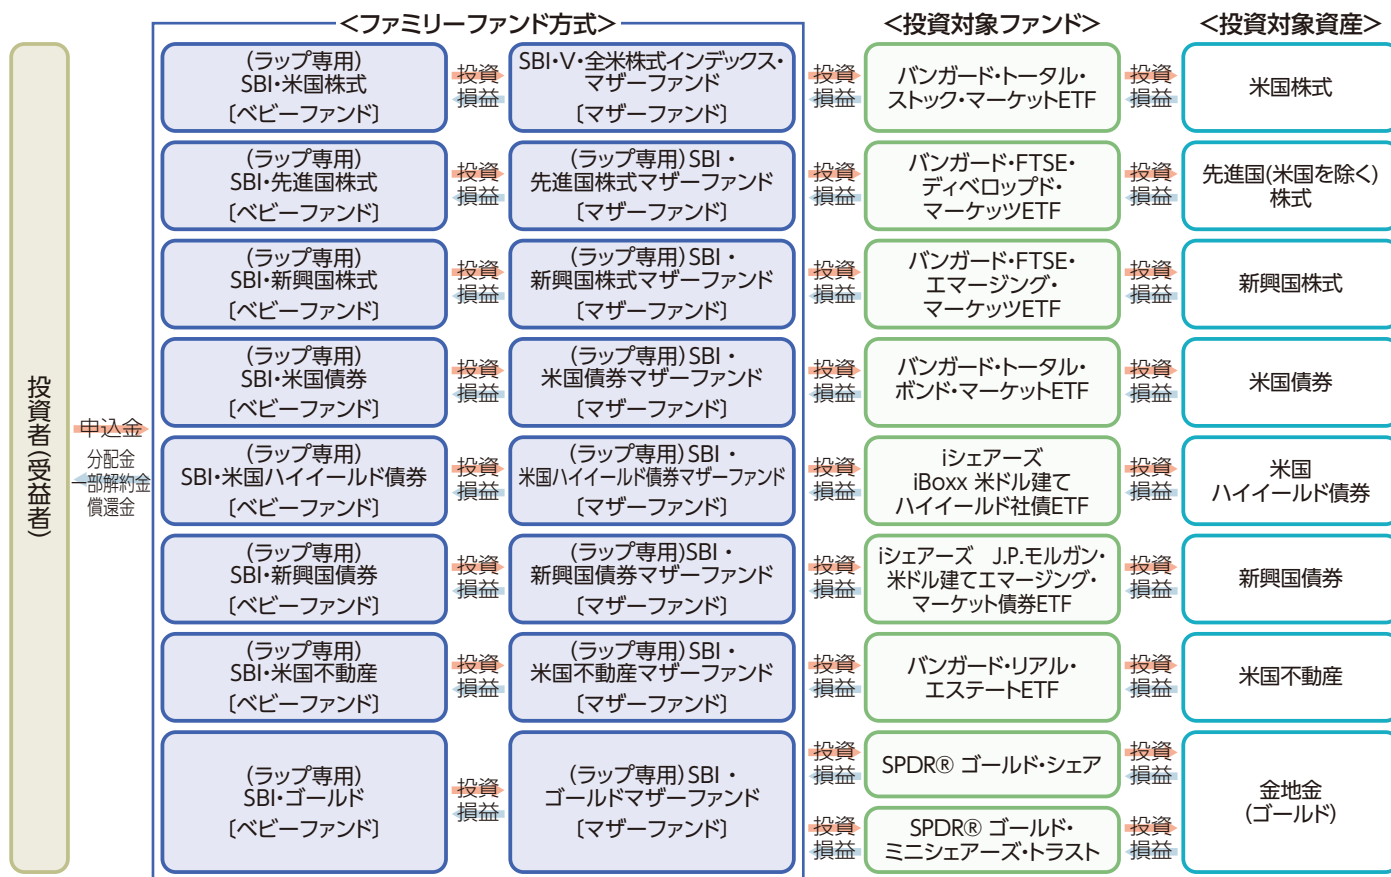 <ファミリーファンド方式>
<投資対象ファンド>
<投資対象資産>
投資者(受益者)
申込金
分配金
一部解約金
償還金
(ラップ専用)
SBI・米国株式
〔ベビーファンド〕
投資
損益
SBI・V・全米株式インデックス・
マザーファンド
〔マザーファンド〕
投資
損益
バンガード・トータル・
ストック・マーケットETF
投資
損益
米国株式
(ラップ専用)
SBI・先進国株式
〔ベビーファンド〕
投資
損益
(ラップ専用)SBI・
先進国株式マザーファンド
〔マザーファンド〕
投資
損益
バンガード・FTSE・
ディベロップド・
マーケッツETF
投資
損益
先進国(米国を除く)
株式
(ラップ専用)
SBI・新興国株式
〔ベビーファンド〕
投資
損益
(ラップ専用)SBI・
新興国株式マザーファンド
〔マザーファンド〕
投資
損益
バンガード・FTSE・
エマージング・
マーケッツETF
投資
損益
新興国株式
(ラップ専用)
SBI・米国債券
〔ベビーファンド〕
投資
損益
(ラップ専用)SBI・
米国債券マザーファンド
〔マザーファンド〕
投資
損益
バンガード・トータル・
ボンド・マーケットETF
投資
損益
米国債券
(ラップ専用)
SBI・米国ハイイールド債券
〔ベビーファンド〕
投資
損益
(ラップ専用)SBI・
米国ハイイールド債券マザーファンド
〔マザーファンド〕
投資
損益
iシェアーズ
iBoxx 米ドル建て
ハイイールド社債ETF
投資
損益
米国
ハイイールド債券
(ラップ専用)
SBI・新興国債券
〔ベビーファンド〕
投資
損益
(ラップ専用)SBI・
新興国債券マザーファンド
〔マザーファンド〕
投資
損益
iシェアーズ J.P.モルガン・
米ドル建てエマージング・
マーケット債券ETF
投資
損益
新興国債券
(ラップ専用)
SBI・米国不動産
〔ベビーファンド〕
投資
損益
(ラップ専用)SBI・
米国不動産マザーファンド
〔マザーファンド〕
投資
損益
バンガード・リアル・
エステートETF
投資
損益
米国不動産
(ラップ専用)
SBI・ゴールド
〔ベビーファンド〕
投資
損益
(ラップ専用)SBI・
ゴールドマザーファンド
〔マザーファンド〕
投資
損益
SPDR® ゴールド・シェア
投資
損益
投資
損益
SPDR® ゴールド・
ミニシェアーズ・トラスト
投資
損益
金地金
(ゴールド)